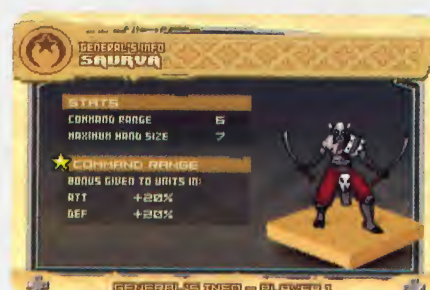 GENERAL'S INFO
SAURVA
STATS
COMMAND RANGE 6
MAXIMUM HAND SIZE 7
COMMAND RANGE
BONUS GIVEN TO UNITS IN:
ATT +20%
DEF +20%
GENERAL'S INFO - PLAYER 1